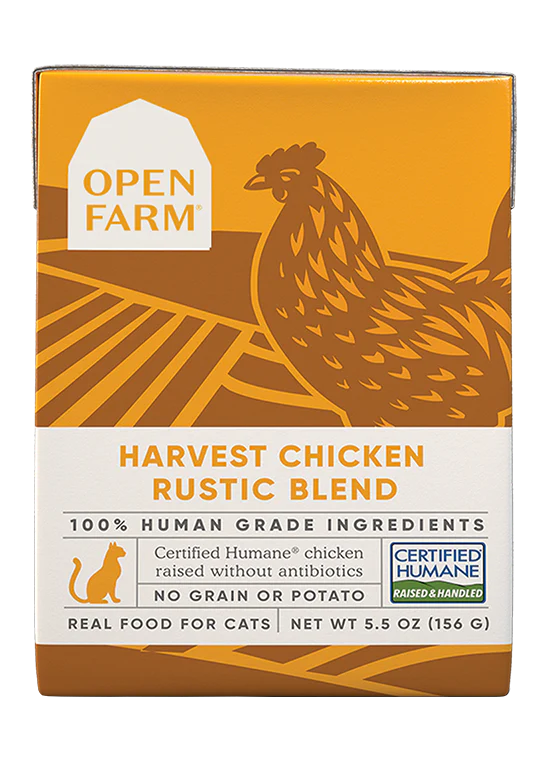 OPEN
FARM®
HARVEST CHICKEN
RUSTIC BLEND
100% HUMAN GRADE INGREDIENTS
Certified Humane® chicken
raised without antibiotics
NO GRAIN OR POTATO
CERTIFIED
HUMANE
RAISED & HANDLED
REAL FOOD FOR CATS
NET WT 5.5 OZ (156 G)